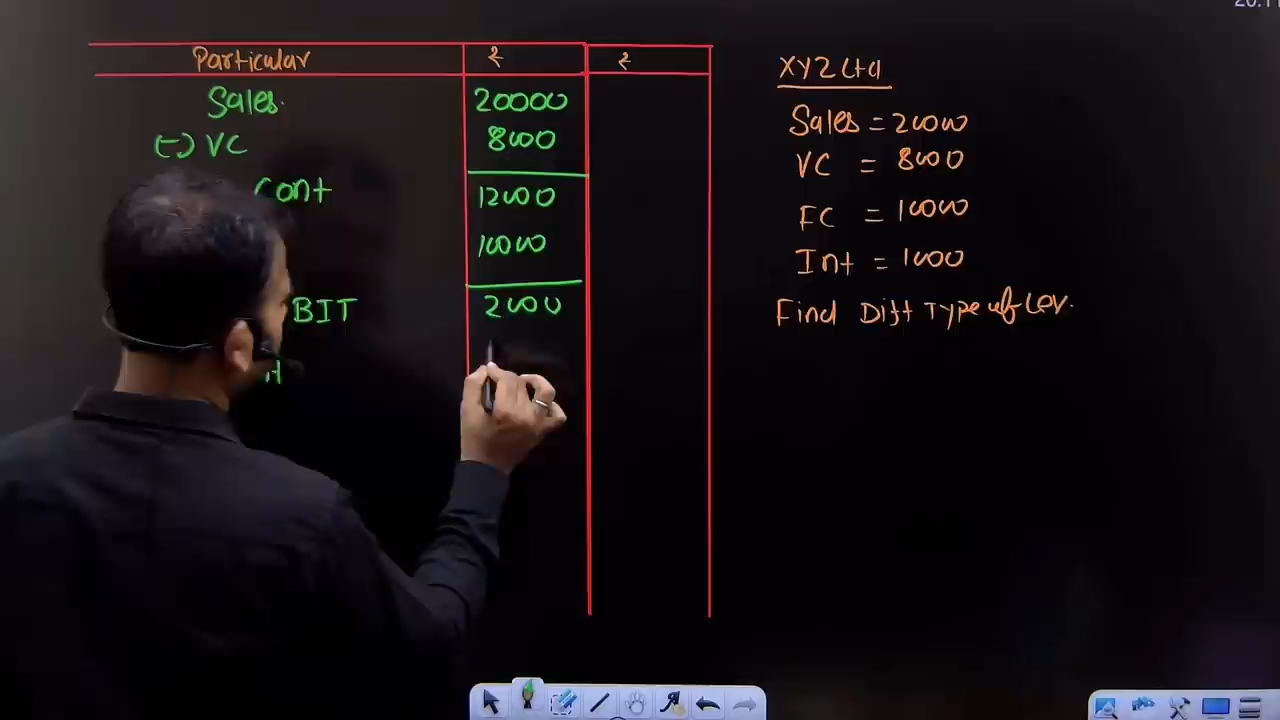 Particular ₹ ₹
Sales. 20000
(-) VC 8000
Cont 12000
10000
BIT 2000
XYZ Ltd
Sales = 20000
VC = 8000
FC = 10000
Int = 1000
Find Diff Type of Lev.